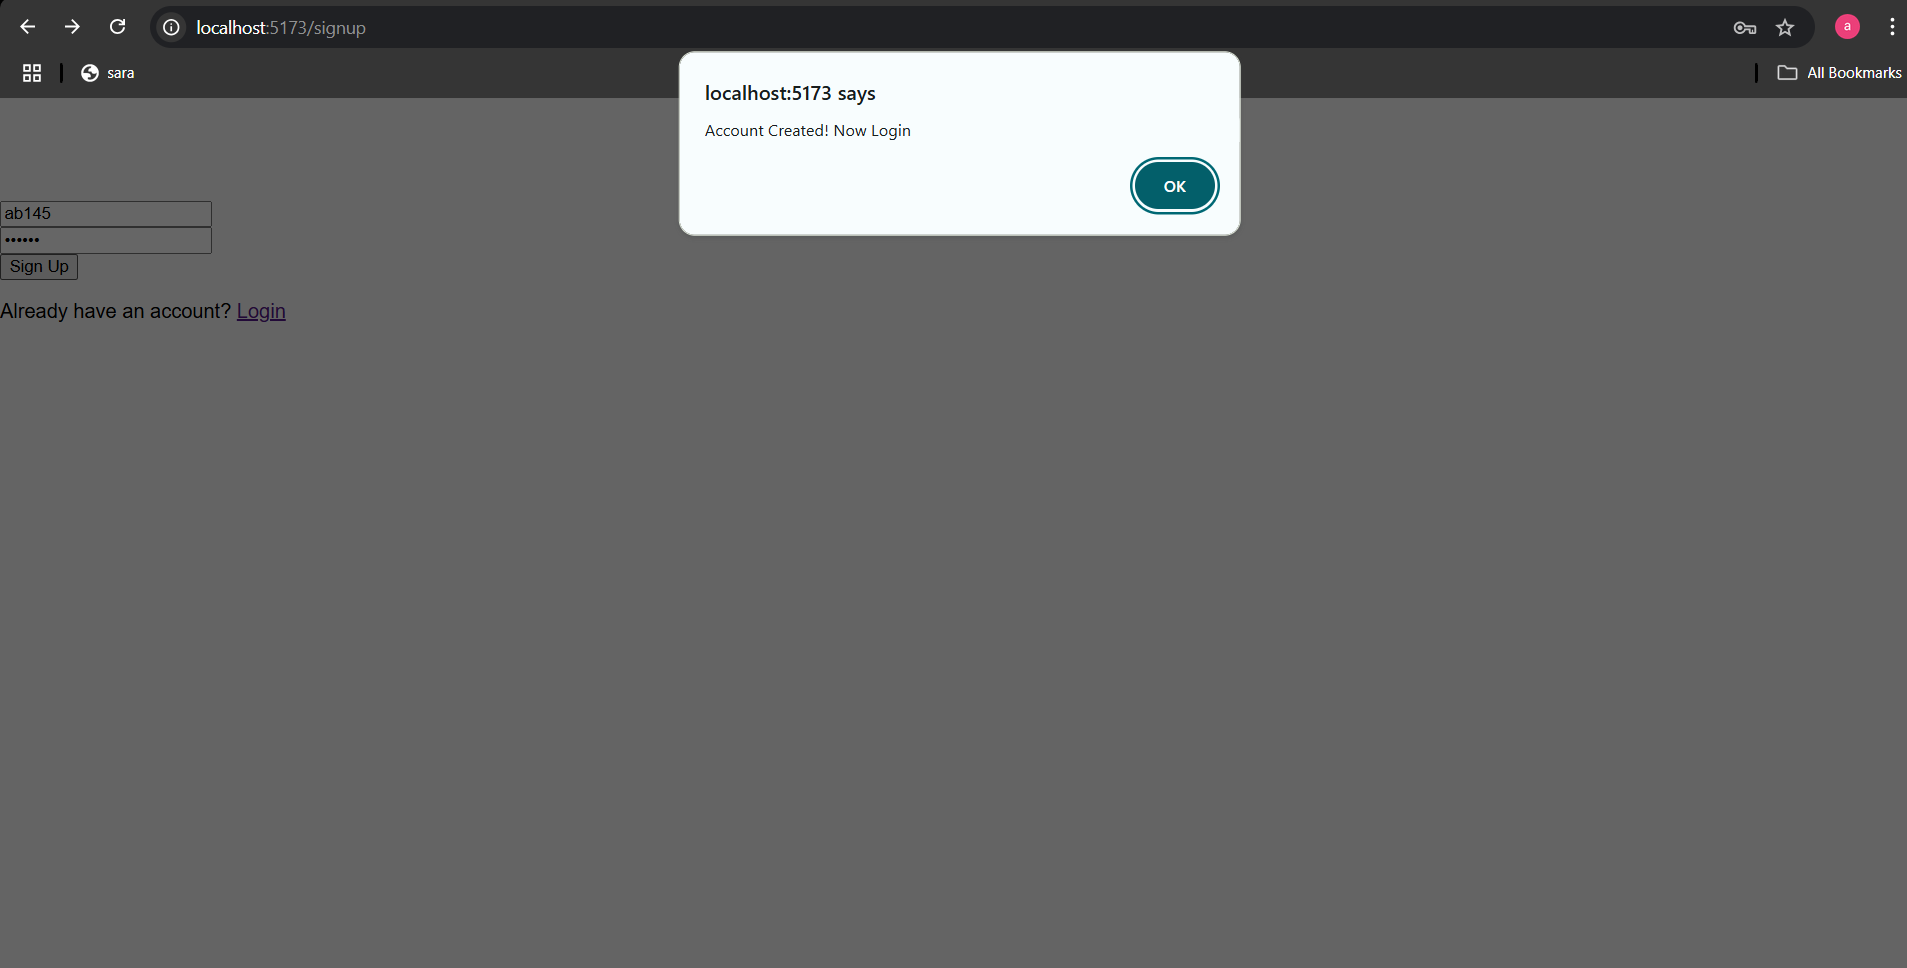 localhost:5173/signup
a
sara
All Bookmarks
localhost:5173 says
Account Created! Now Login
OK
ab145
••••••
Sign Up
Already have an account? Login